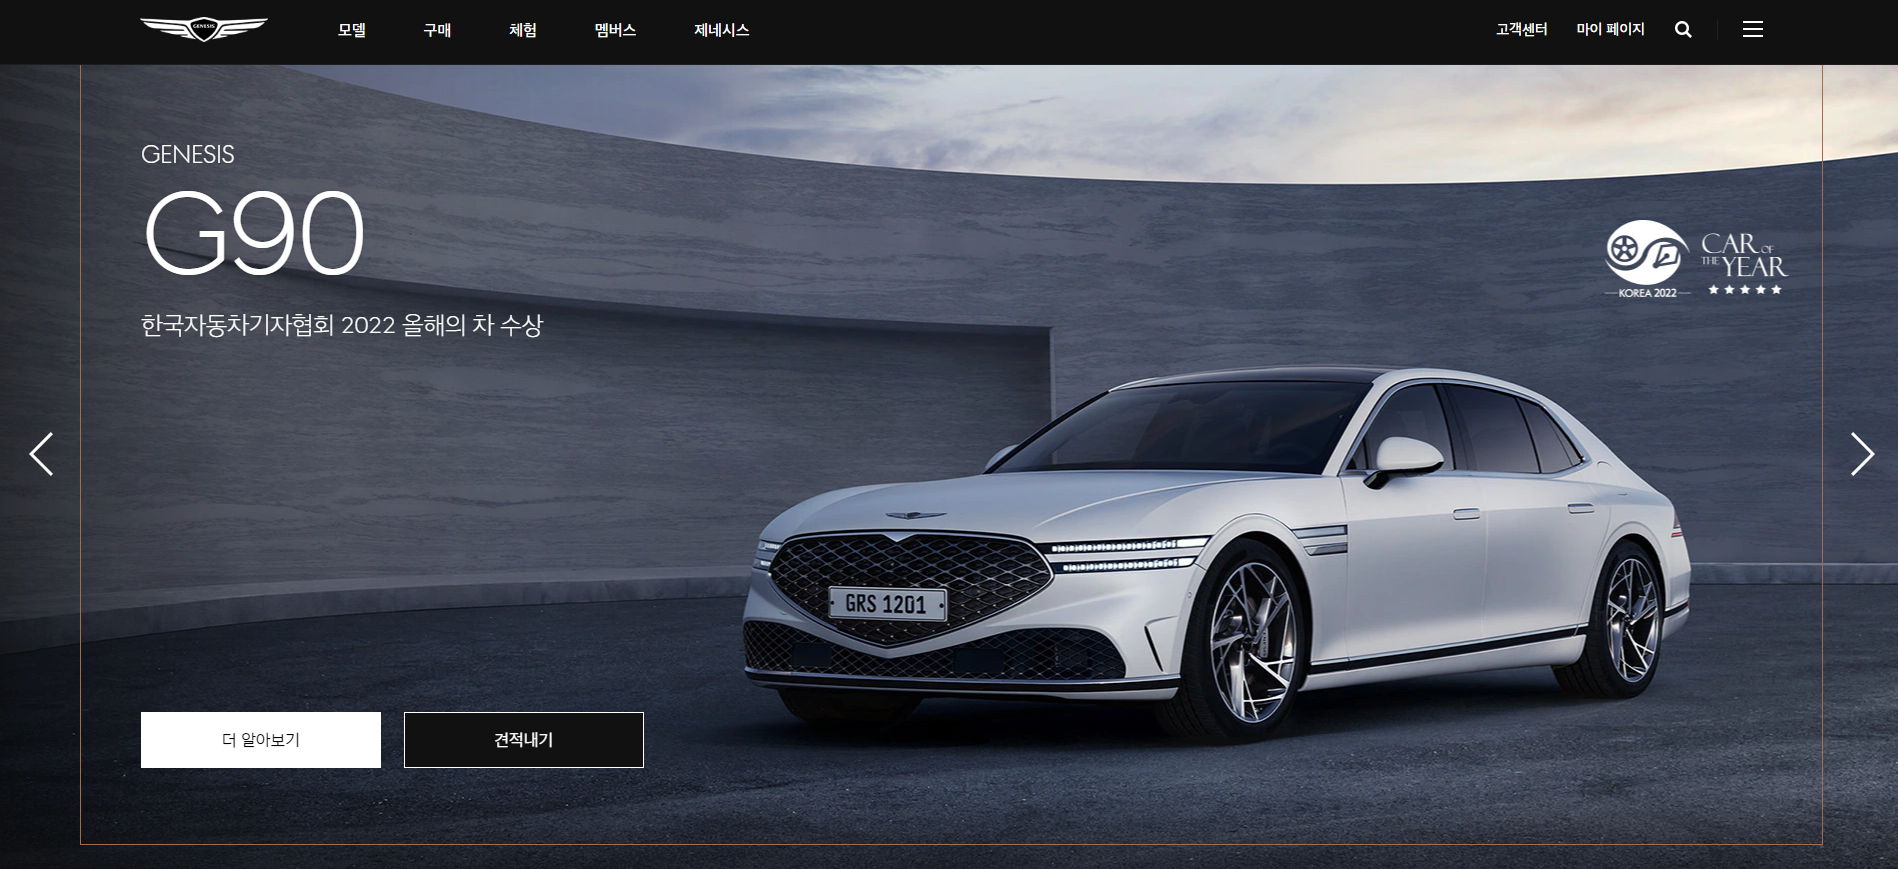 GENESIS
모델
구매
체험
멤버스
제네시스
고객센터
마이 페이지
GENESIS
G90
한국자동차기자협회 2022 올해의 차 수상
CAR OF
THE YEAR
KOREA 2022
GRS 1201
더 알아보기
견적내기